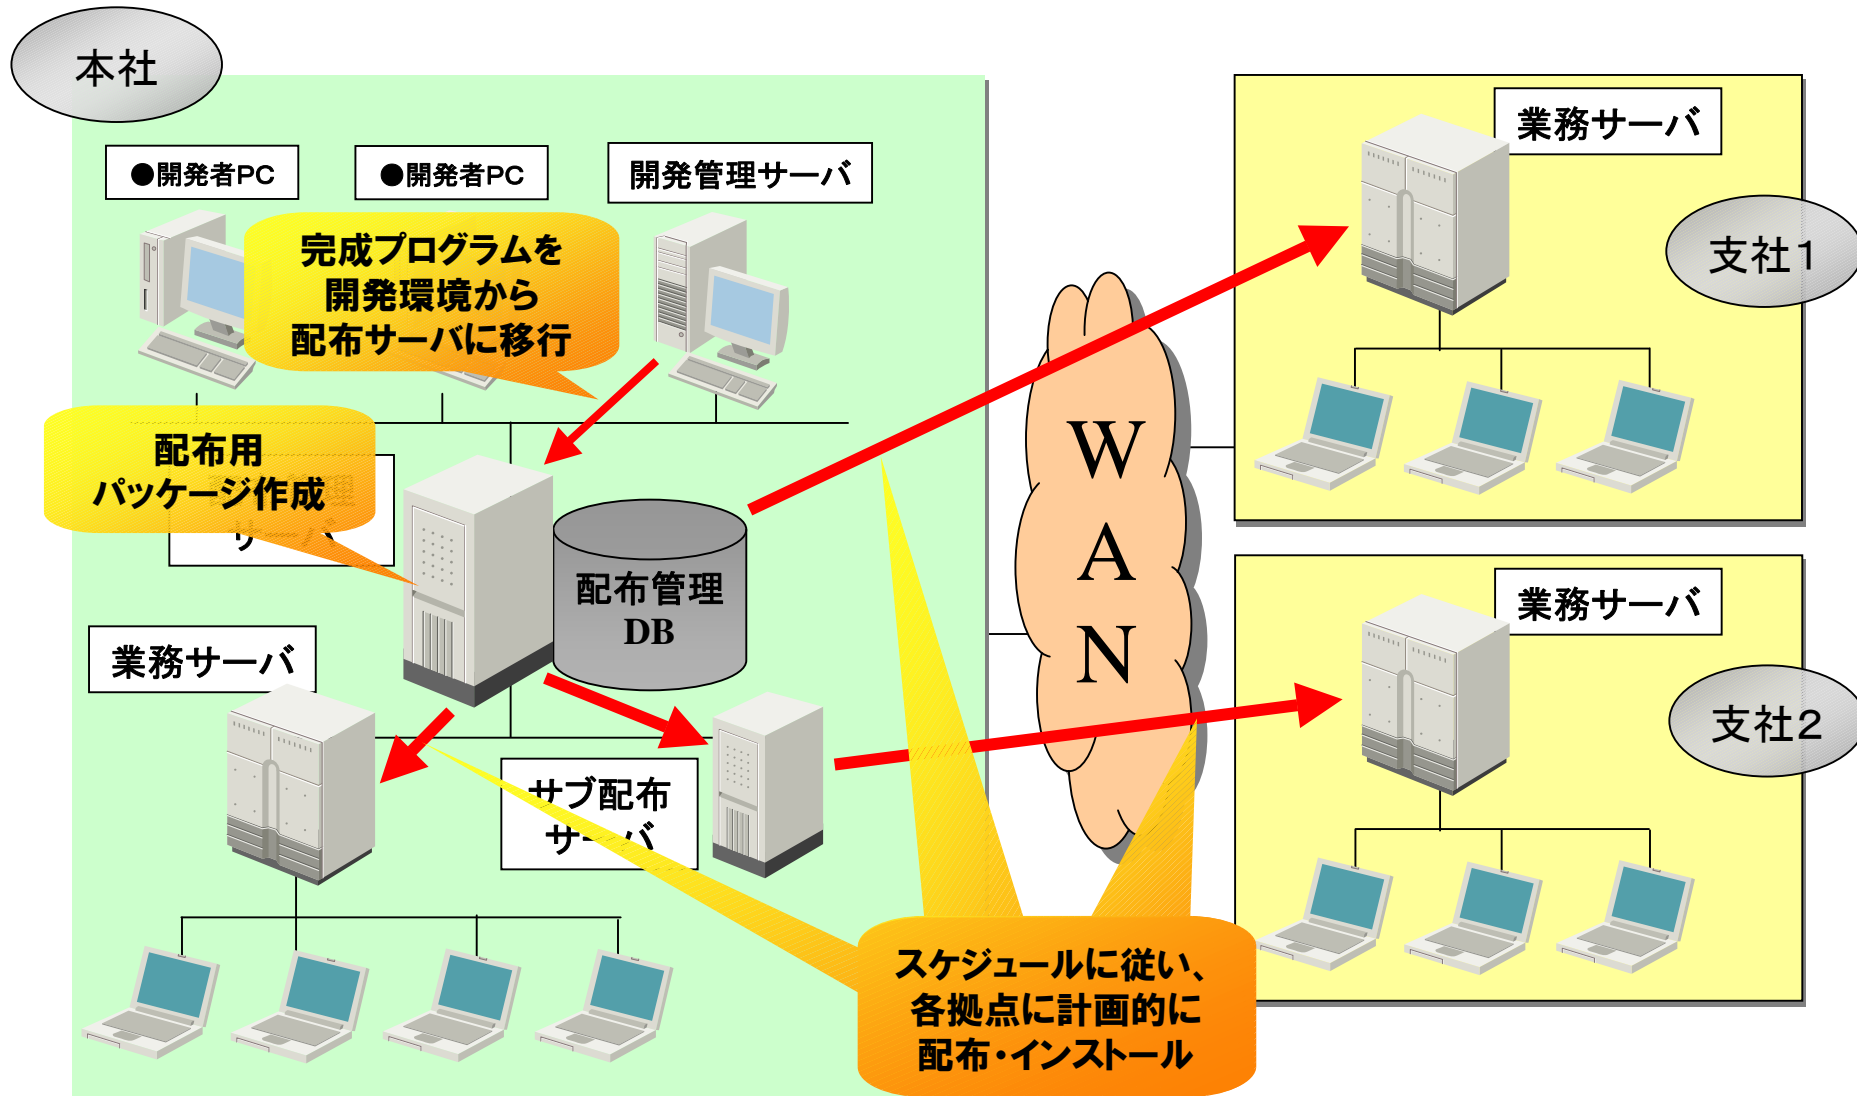 本社
●開発者PC
●開発者PC
開発管理サーバ
完成プログラムを
開発環境から
配布サーバに移行
配布用
パッケージ作成
サーバ
配布管理
DB
業務サーバ
サブ配布
サーバ
WAN
業務サーバ
支社1
業務サーバ
支社2
スケジュールに従い、
各拠点に計画的に
配布・インストール